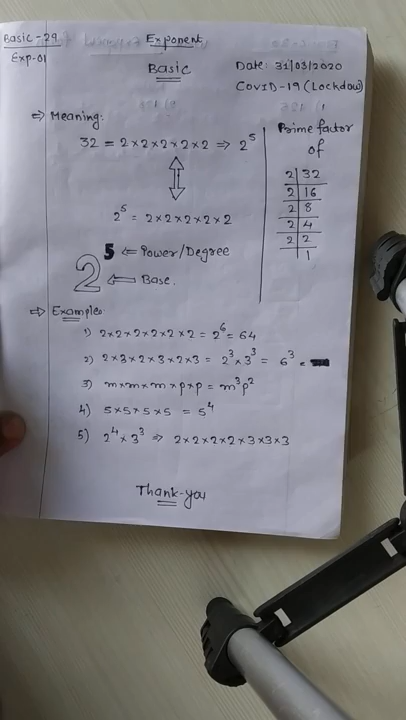 Basic - 29
Exp-01
Exponent
Basic
Date: 31/03/2020
CovID-19 (Lockdow)
⇒ Meaning:
32 = 2×2×2×2×2 ⇒ 2⁵
2⁵ = 2×2×2×2×2
5 ⇐ Power/Degree
2 ⇐ Base.
Prime factor
of
2 | 32
2 | 16
2 | 8
2 | 4
2 | 2
| 1
⇒ Examples:
1) 2×2×2×2×2×2 = 2⁶ = 64
2) 2×3×2×3×2×3 = 2³×3³ = 6³ =
3) m×m×m×p×p = m³p²
4) 5×5×5×5 = 5⁴
5) 2⁴×3³ ⇒ 2×2×2×2×3×3×3
Thank-you